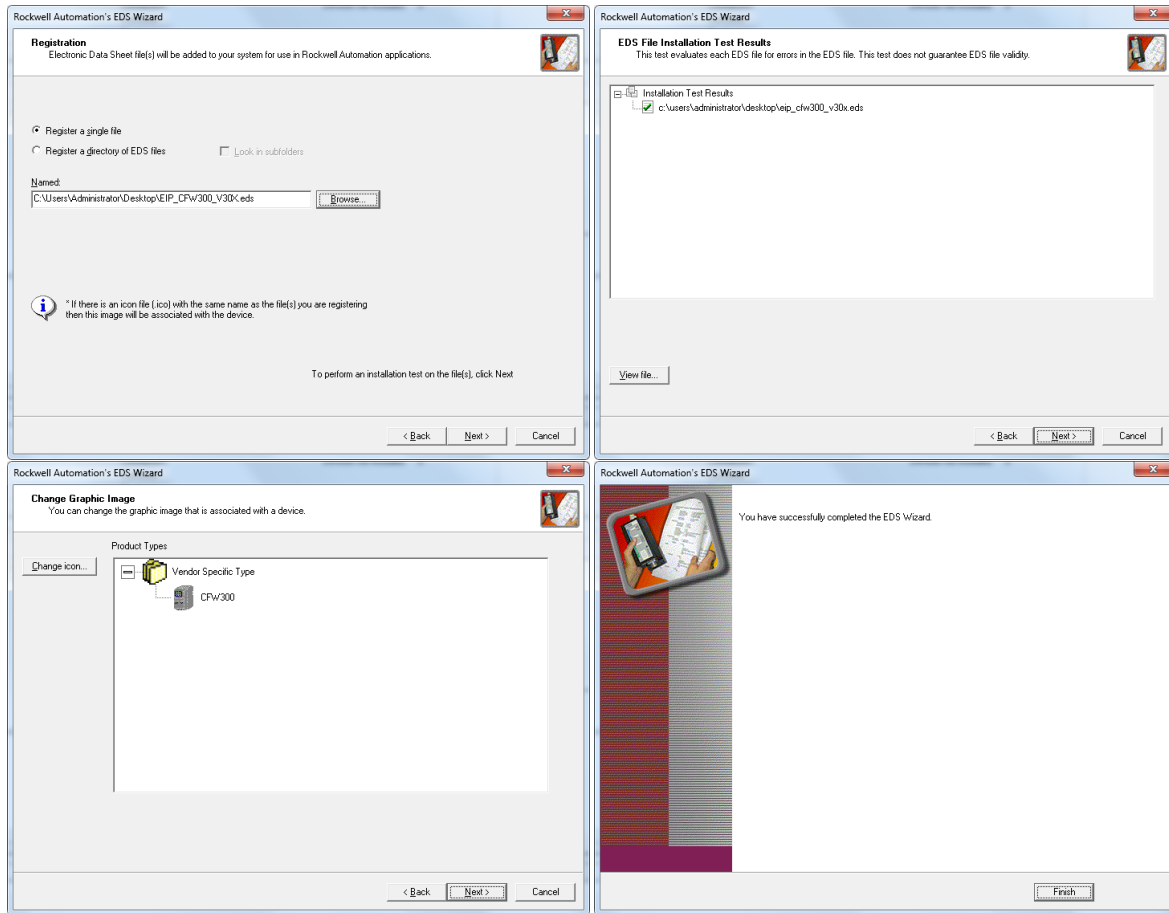 Rockwell Automation's EDS Wizard
Registration
Electronic Data Sheet file(s) will be added to your system for use in Rockwell Automation applications.
Register a single file
Register a directory of EDS files
Look in subfolders
Named:
C:\Users\Administrator\Desktop\EIP_CFW300_V30X.eds
Browse...
* If there is an icon file (.ico) with the same name as the file(s) you are registering
then this image will be associated with the device.
To perform an installation test on the file(s), click Next
< Back
Next >
Cancel
Rockwell Automation's EDS Wizard
EDS File Installation Test Results
This test evaluates each EDS file for errors in the EDS file. This test does not guarantee EDS file validity.
Installation Test Results
c:\users\administrator\desktop\eip_cfw300_v30x.eds
View file...
< Back
Next >
Cancel
Rockwell Automation's EDS Wizard
Change Graphic Image
You can change the graphic image that is associated with a device.
Product Types
Change icon...
Vendor Specific Type
CFW300
< Back
Next >
Cancel
Rockwell Automation's EDS Wizard
You have successfully completed the EDS Wizard.
Finish